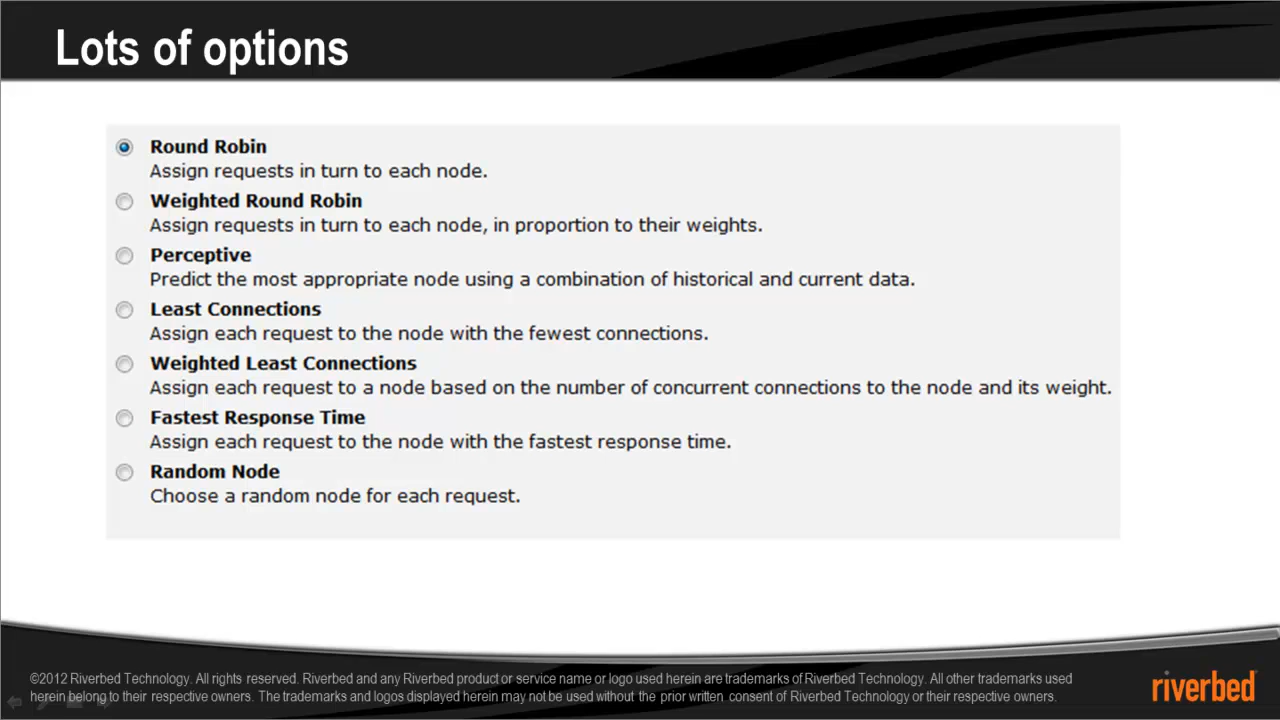 Lots of options
Round Robin
Assign requests in turn to each node.
Weighted Round Robin
Assign requests in turn to each node, in proportion to their weights.
Perceptive
Predict the most appropriate node using a combination of historical and current data.
Least Connections
Assign each request to the node with the fewest connections.
Weighted Least Connections
Assign each request to a node based on the number of concurrent connections to the node and its weight.
Fastest Response Time
Assign each request to the node with the fastest response time.
Random Node
Choose a random node for each request.
©2012 Riverbed Technology. All rights reserved. Riverbed and any Riverbed product or service name or logo used herein are trademarks of Riverbed Technology. All other trademarks used
herein belong to their respective owners. The trademarks and logos displayed herein may not be used without the prior written consent of Riverbed Technology or their respective owners.
riverbed